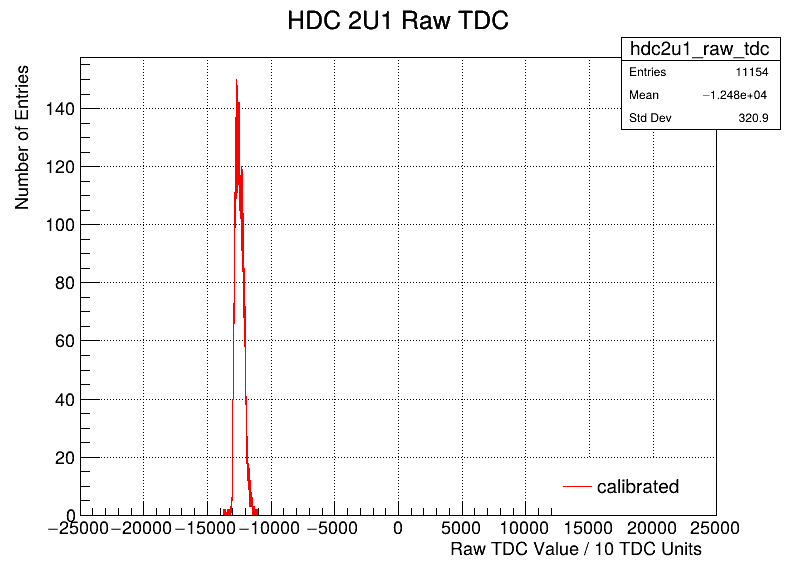 HDC 2U1 Raw TDC
hdc2u1_raw_tdc
Entries 11154
Mean −1.248e+04
Std Dev 320.9
Number of Entries
140
120
100
80
60
40
20
0
−25000 −20000 −15000 −10000 −5000 0 5000 10000 15000 20000 25000
Raw TDC Value / 10 TDC Units
calibrated